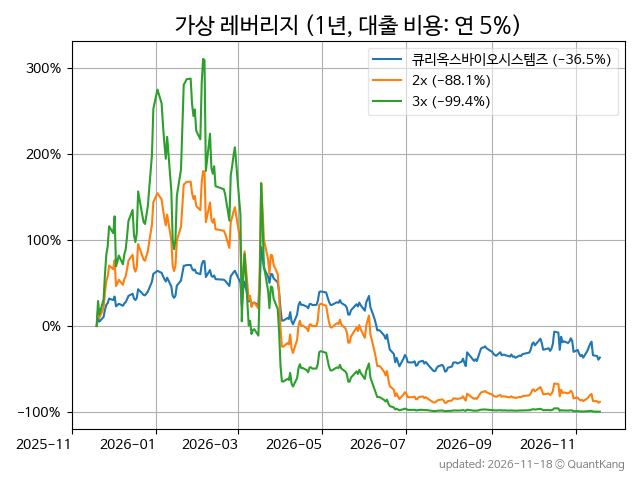 가상 레버리지 (1년, 대출 비용: 연 5%)
큐리옥스바이오시스템즈 (−36.5%)
2x (−88.1%)
3x (−99.4%)
300%
200%
100%
0%
−100%
2025-11
2026-01
2026-03
2026-05
2026-07
2026-09
2026-11
updated: 2026-11-18 © QuantKang